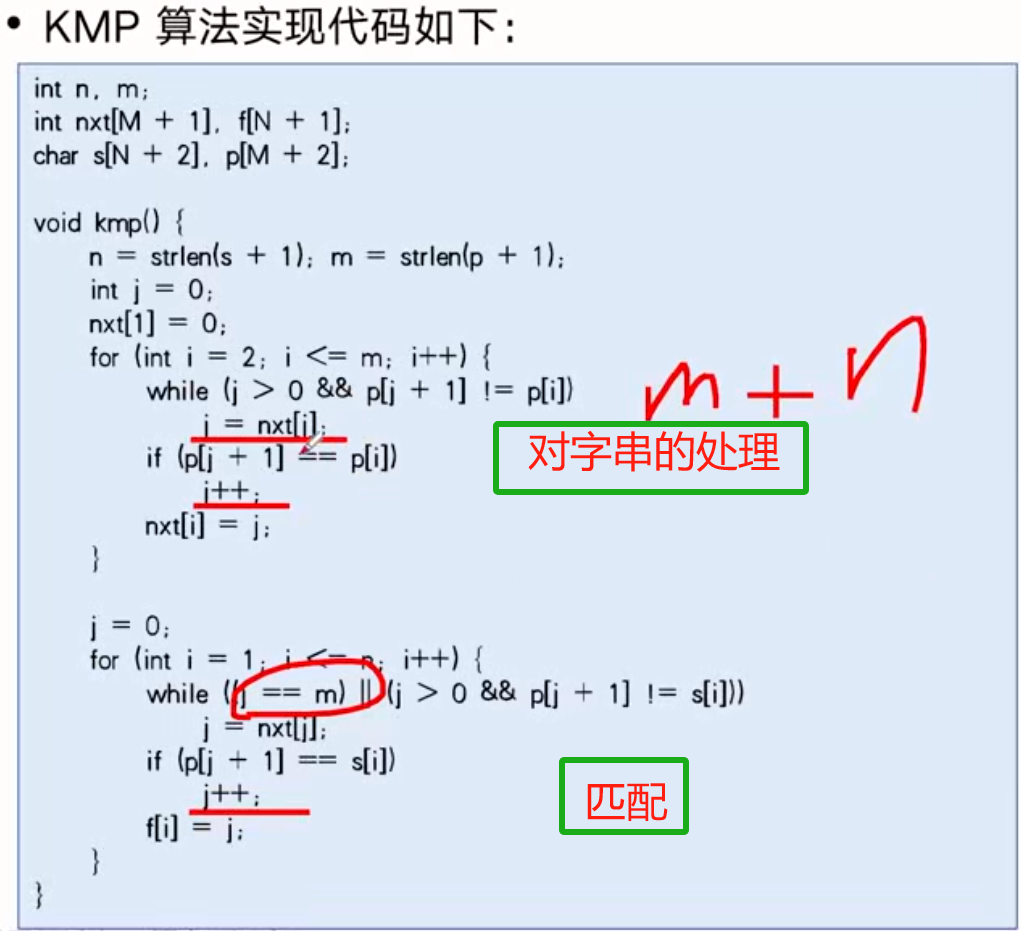 • KMP 算法实现代码如下：
int n, m;
int nxt[M + 1], f[N + 1];
char s[N + 2], p[M + 2];
void kmp() {
n = strlen(s + 1); m = strlen(p + 1);
int j = 0;
nxt[1] = 0;
for (int i = 2; i <= m; i++) {
while (j > 0 && p[j + 1] != p[i])
j = nxt[j];
if (p[j + 1] == p[i])
j++;
nxt[i] = j;
}
m + n
对字串的处理
j = 0;
for (int i = 1; i <= n; i++) {
while ((j == m) || (j > 0 && p[j + 1] != s[i]))
j = nxt[j];
if (p[j + 1] == s[i])
j++;
f[i] = j;
}
}
匹配